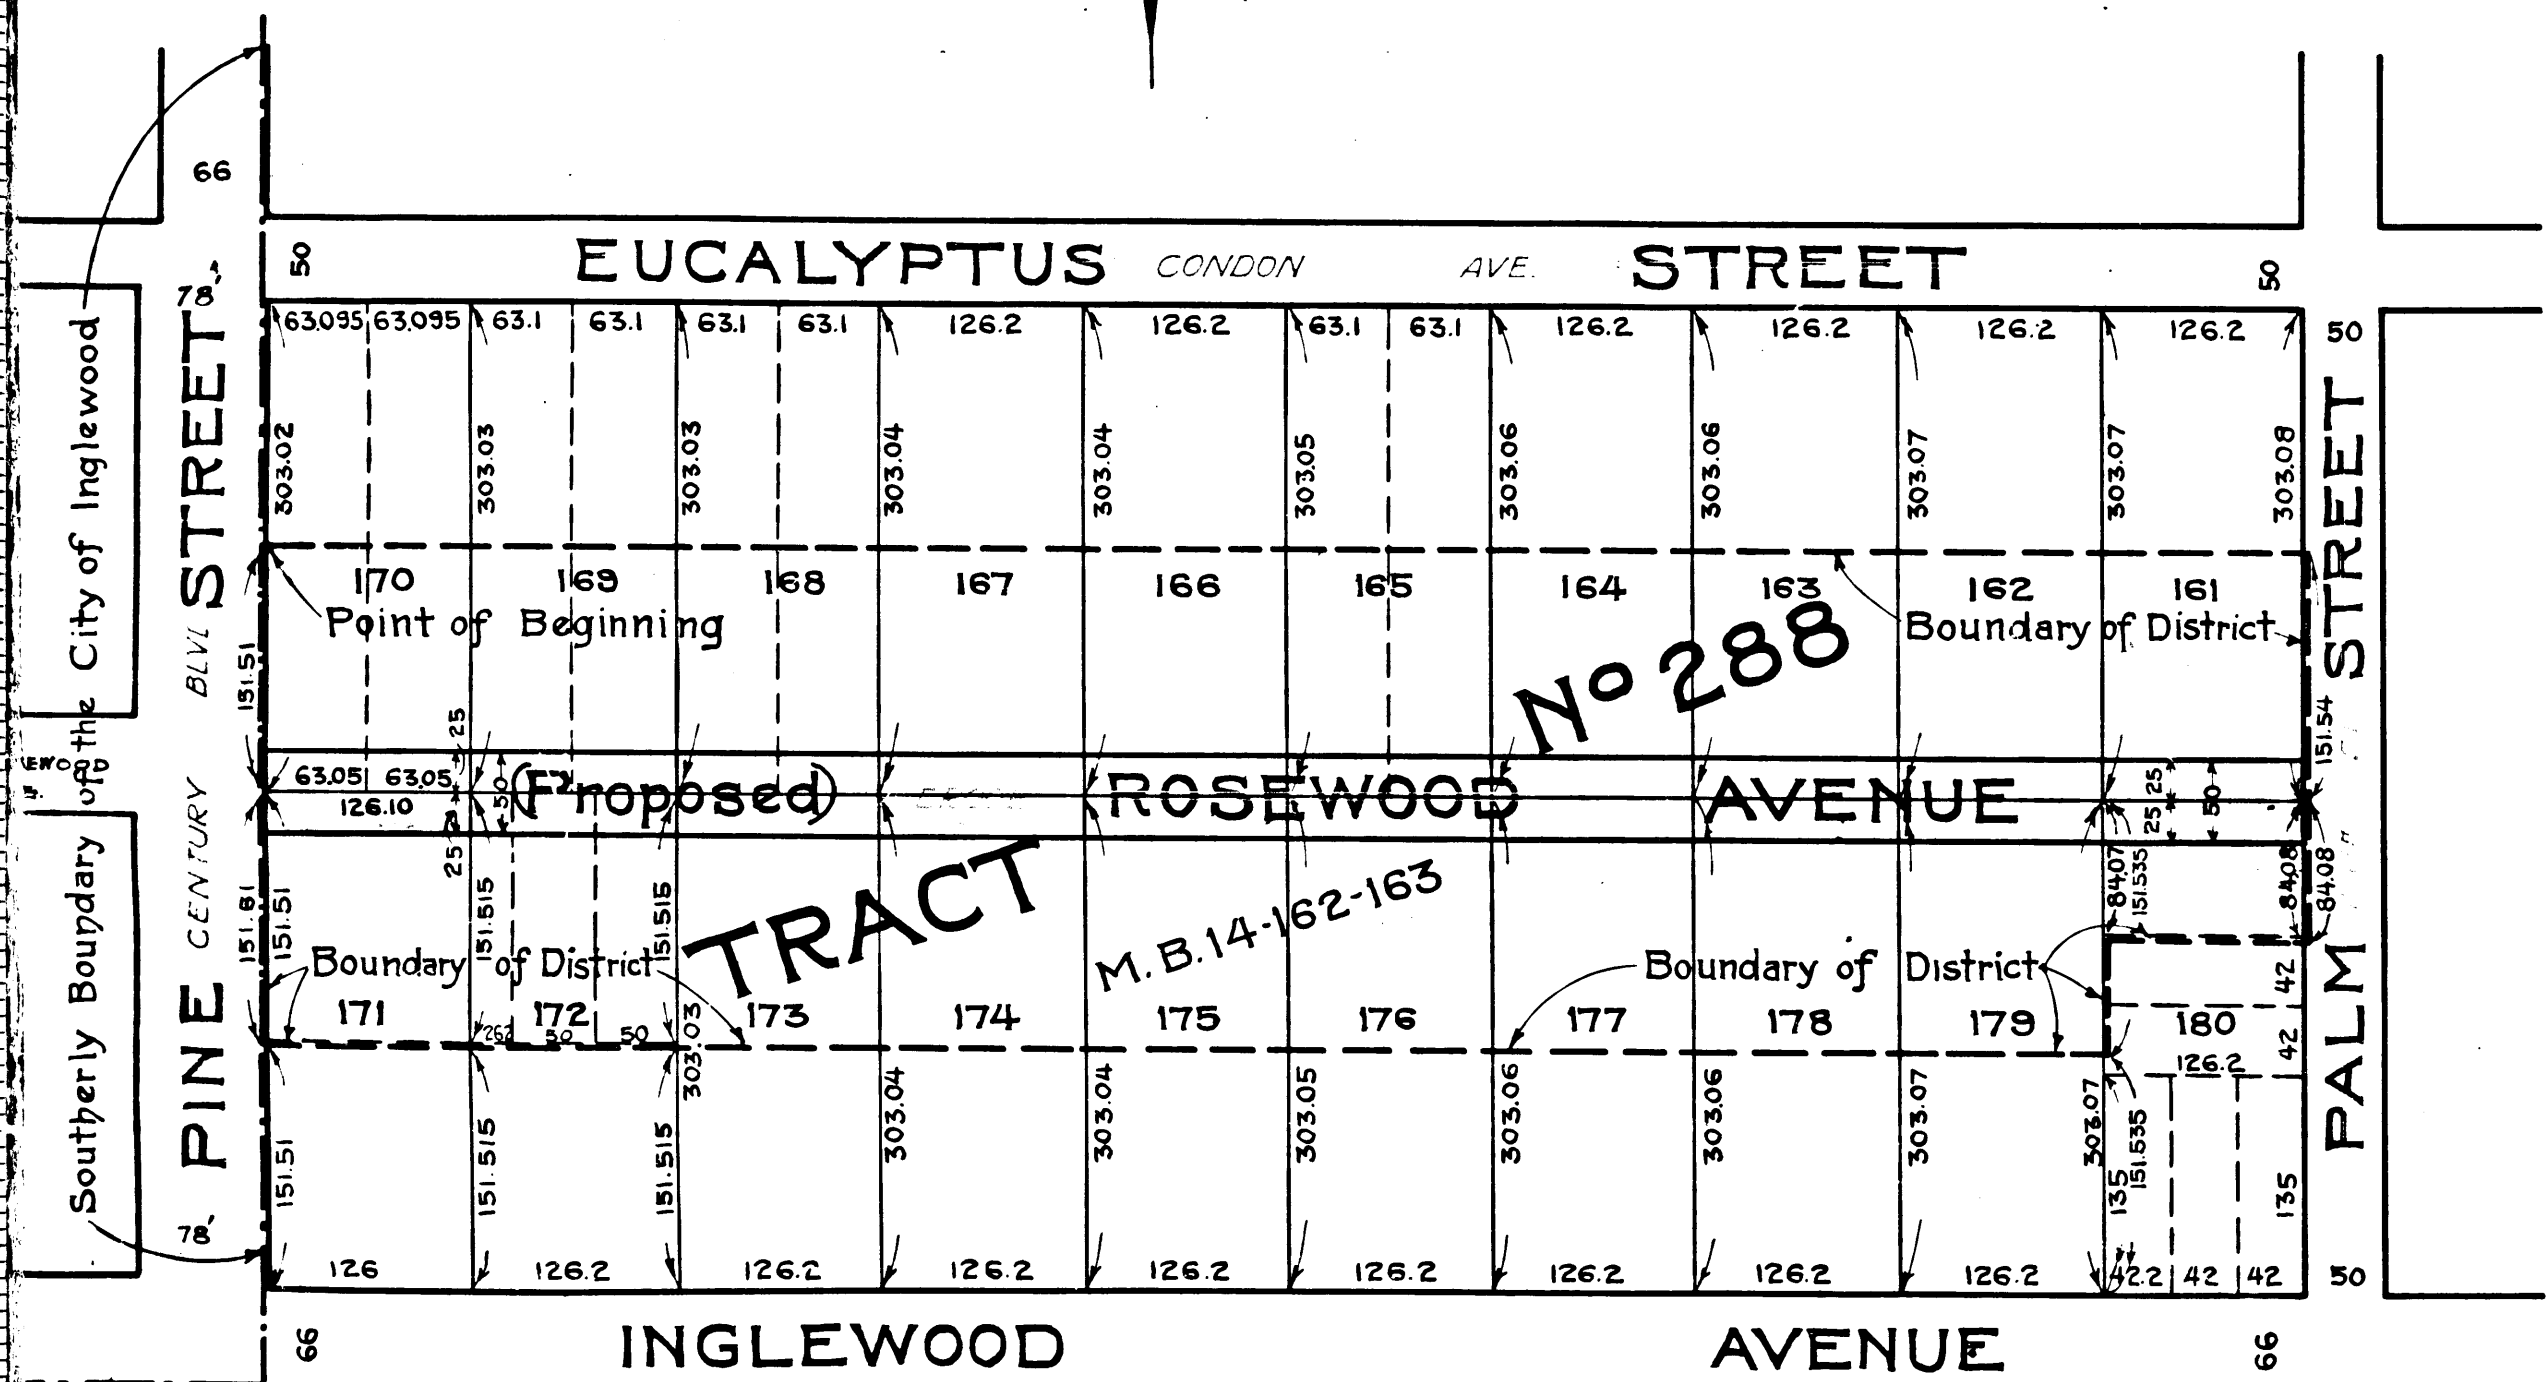 66
50 EUCALYPTUS CONDON AVE. STREET 50
78'
63.095 63.095 63.1 63.1 63.1 63.1 126.2 126.2 63.1 63.1 126.2 126.2 126.2 126.2 50
303.02 303.03 303.03 303.04 303.04 303.05 303.06 303.06 303.07 303.07 303.08
170 169 168 167 166 165 164 163 162 161
Point of Beginning
Boundary of District
Southerly Boundary of the City of Inglewood
PINE STREET
CENTURY BLVD
PALM STREET
TRACT No 288
M.B.14-162-163
151.51 25 151.54
63.05 63.05 50 (Proposed) ROSEWOOD AVENUE 25 50
126.10 25
25
151.51 151.51 151.515 151.515 84.07 151.535 84.08 84.08
Boundary of District
Boundary of District
42
171 172 173 174 175 176 177 178 179 180
262 50 50 42
126.2
303.03 303.04 303.04 303.05 303.06 303.06 303.07 303.07
151.51 151.515 151.515 135 151.535 135
78'
126 126.2 126.2 126.2 126.2 126.2 126.2 126.2 126.2 42.2 42 42 50
66 INGLEWOOD AVENUE 66